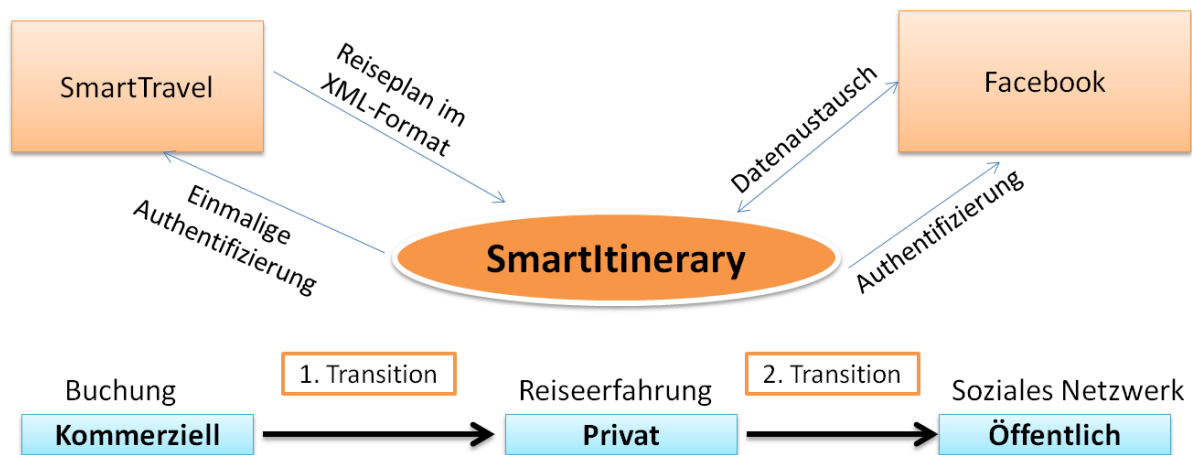 SmartTravel
Reiseplan im
XML-Format
Datenaustausch
Facebook
Einmalige
Authentifizierung
SmartItinerary
Authentifizierung
1. Transition
2. Transition
Buchung
Reiseerfahrung
Soziales Netzwerk
Kommerziell
Privat
Öffentlich